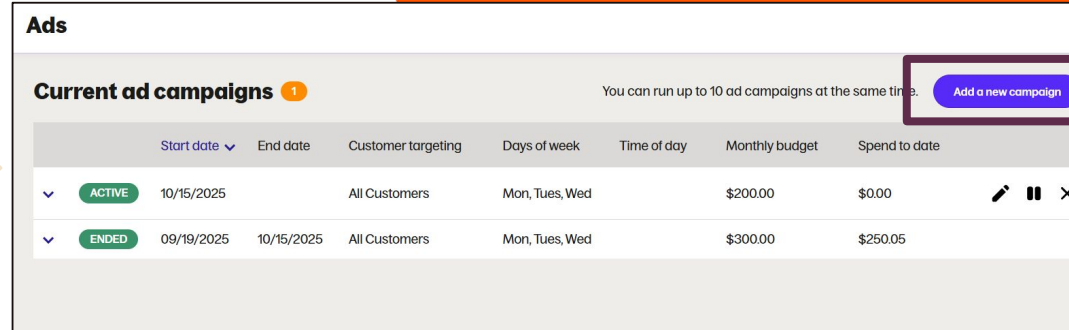 Ads
Current ad campaigns 1
You can run up to 10 ad campaigns at the same time. Add a new campaign
Start date End date Customer targeting Days of week Time of day Monthly budget Spend to date
ACTIVE 10/15/2025 All Customers Mon, Tues, Wed $200.00 $0.00
ENDED 09/19/2025 10/15/2025 All Customers Mon, Tues, Wed $300.00 $250.05